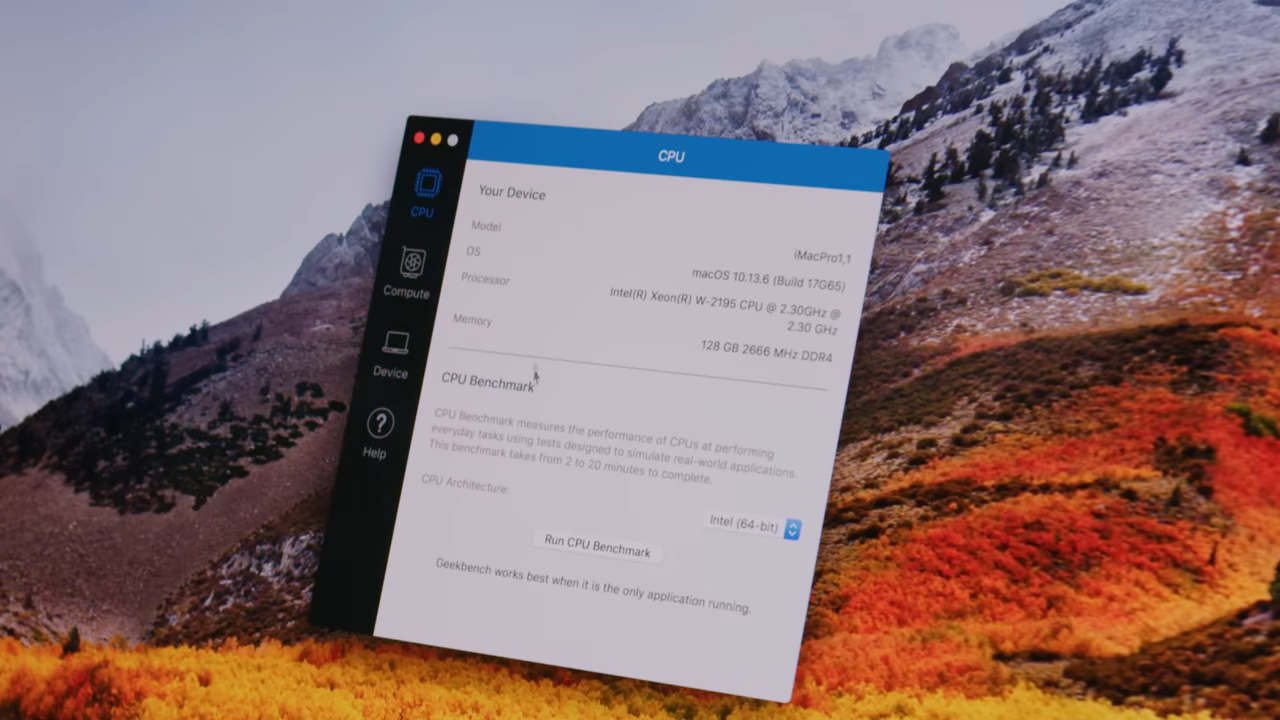 CPU
CPU
Compute
Device
Help
Your Device
Model
iMacPro1,1
OS
macOS 10.13.6 (Build 17G65)
Processor
Intel(R) Xeon(R) W-2195 CPU @ 2.30GHz @
2.30 GHz
Memory
128 GB 2666 MHz DDR4
CPU Benchmark
CPU Benchmark measures the performance of CPUs at performing
everyday tasks using tests designed to simulate real-world applications.
This benchmark takes from 2 to 20 minutes to complete.
CPU Architecture:
Intel (64-bit)
Run CPU Benchmark
Geekbench works best when it is the only application running.